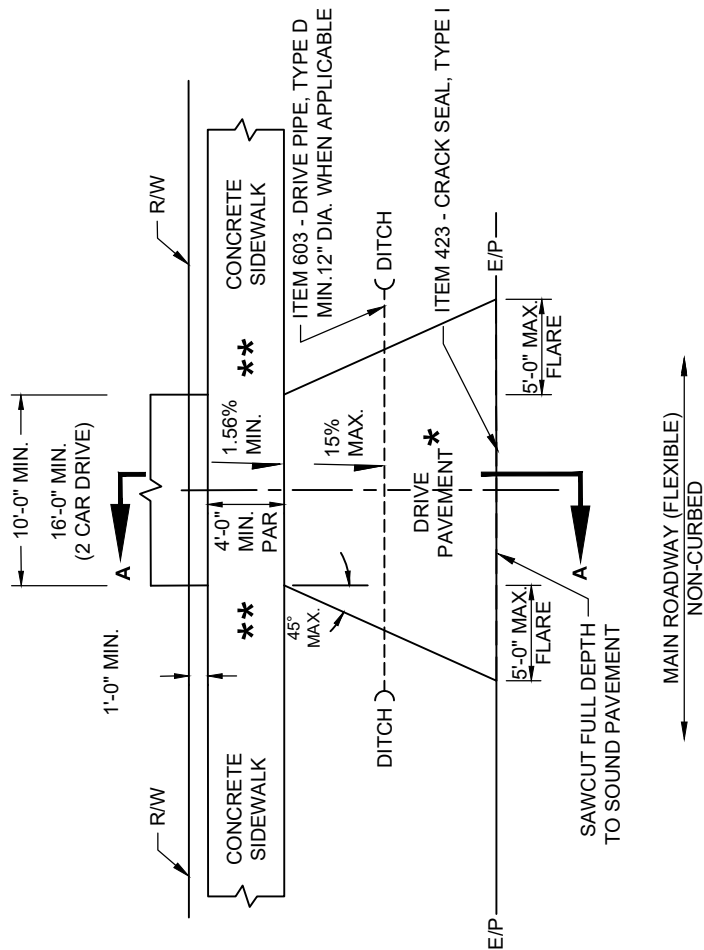 10'-0" MIN.
16'-0" MIN.
(2 CAR DRIVE)
A
1'-0" MIN.
R/W
R/W
CONCRETE
SIDEWALK
**
4'-0"
MIN.
PAR
1.56%
MIN.
**
CONCRETE
SIDEWALK
ITEM 603 - DRIVE PIPE, TYPE D
MIN.12" DIA. WHEN APPLICABLE
45°
MAX.
15%
MAX.
DITCH
DITCH
DRIVE
PAVEMENT *
ITEM 423 - CRACK SEAL, TYPE I
E/P
E/P
5'-0" MAX.
FLARE
5'-0" MAX.
FLARE
A
SAWCUT FULL DEPTH
TO SOUND PAVEMENT
MAIN ROADWAY (FLEXIBLE)
NON-CURBED